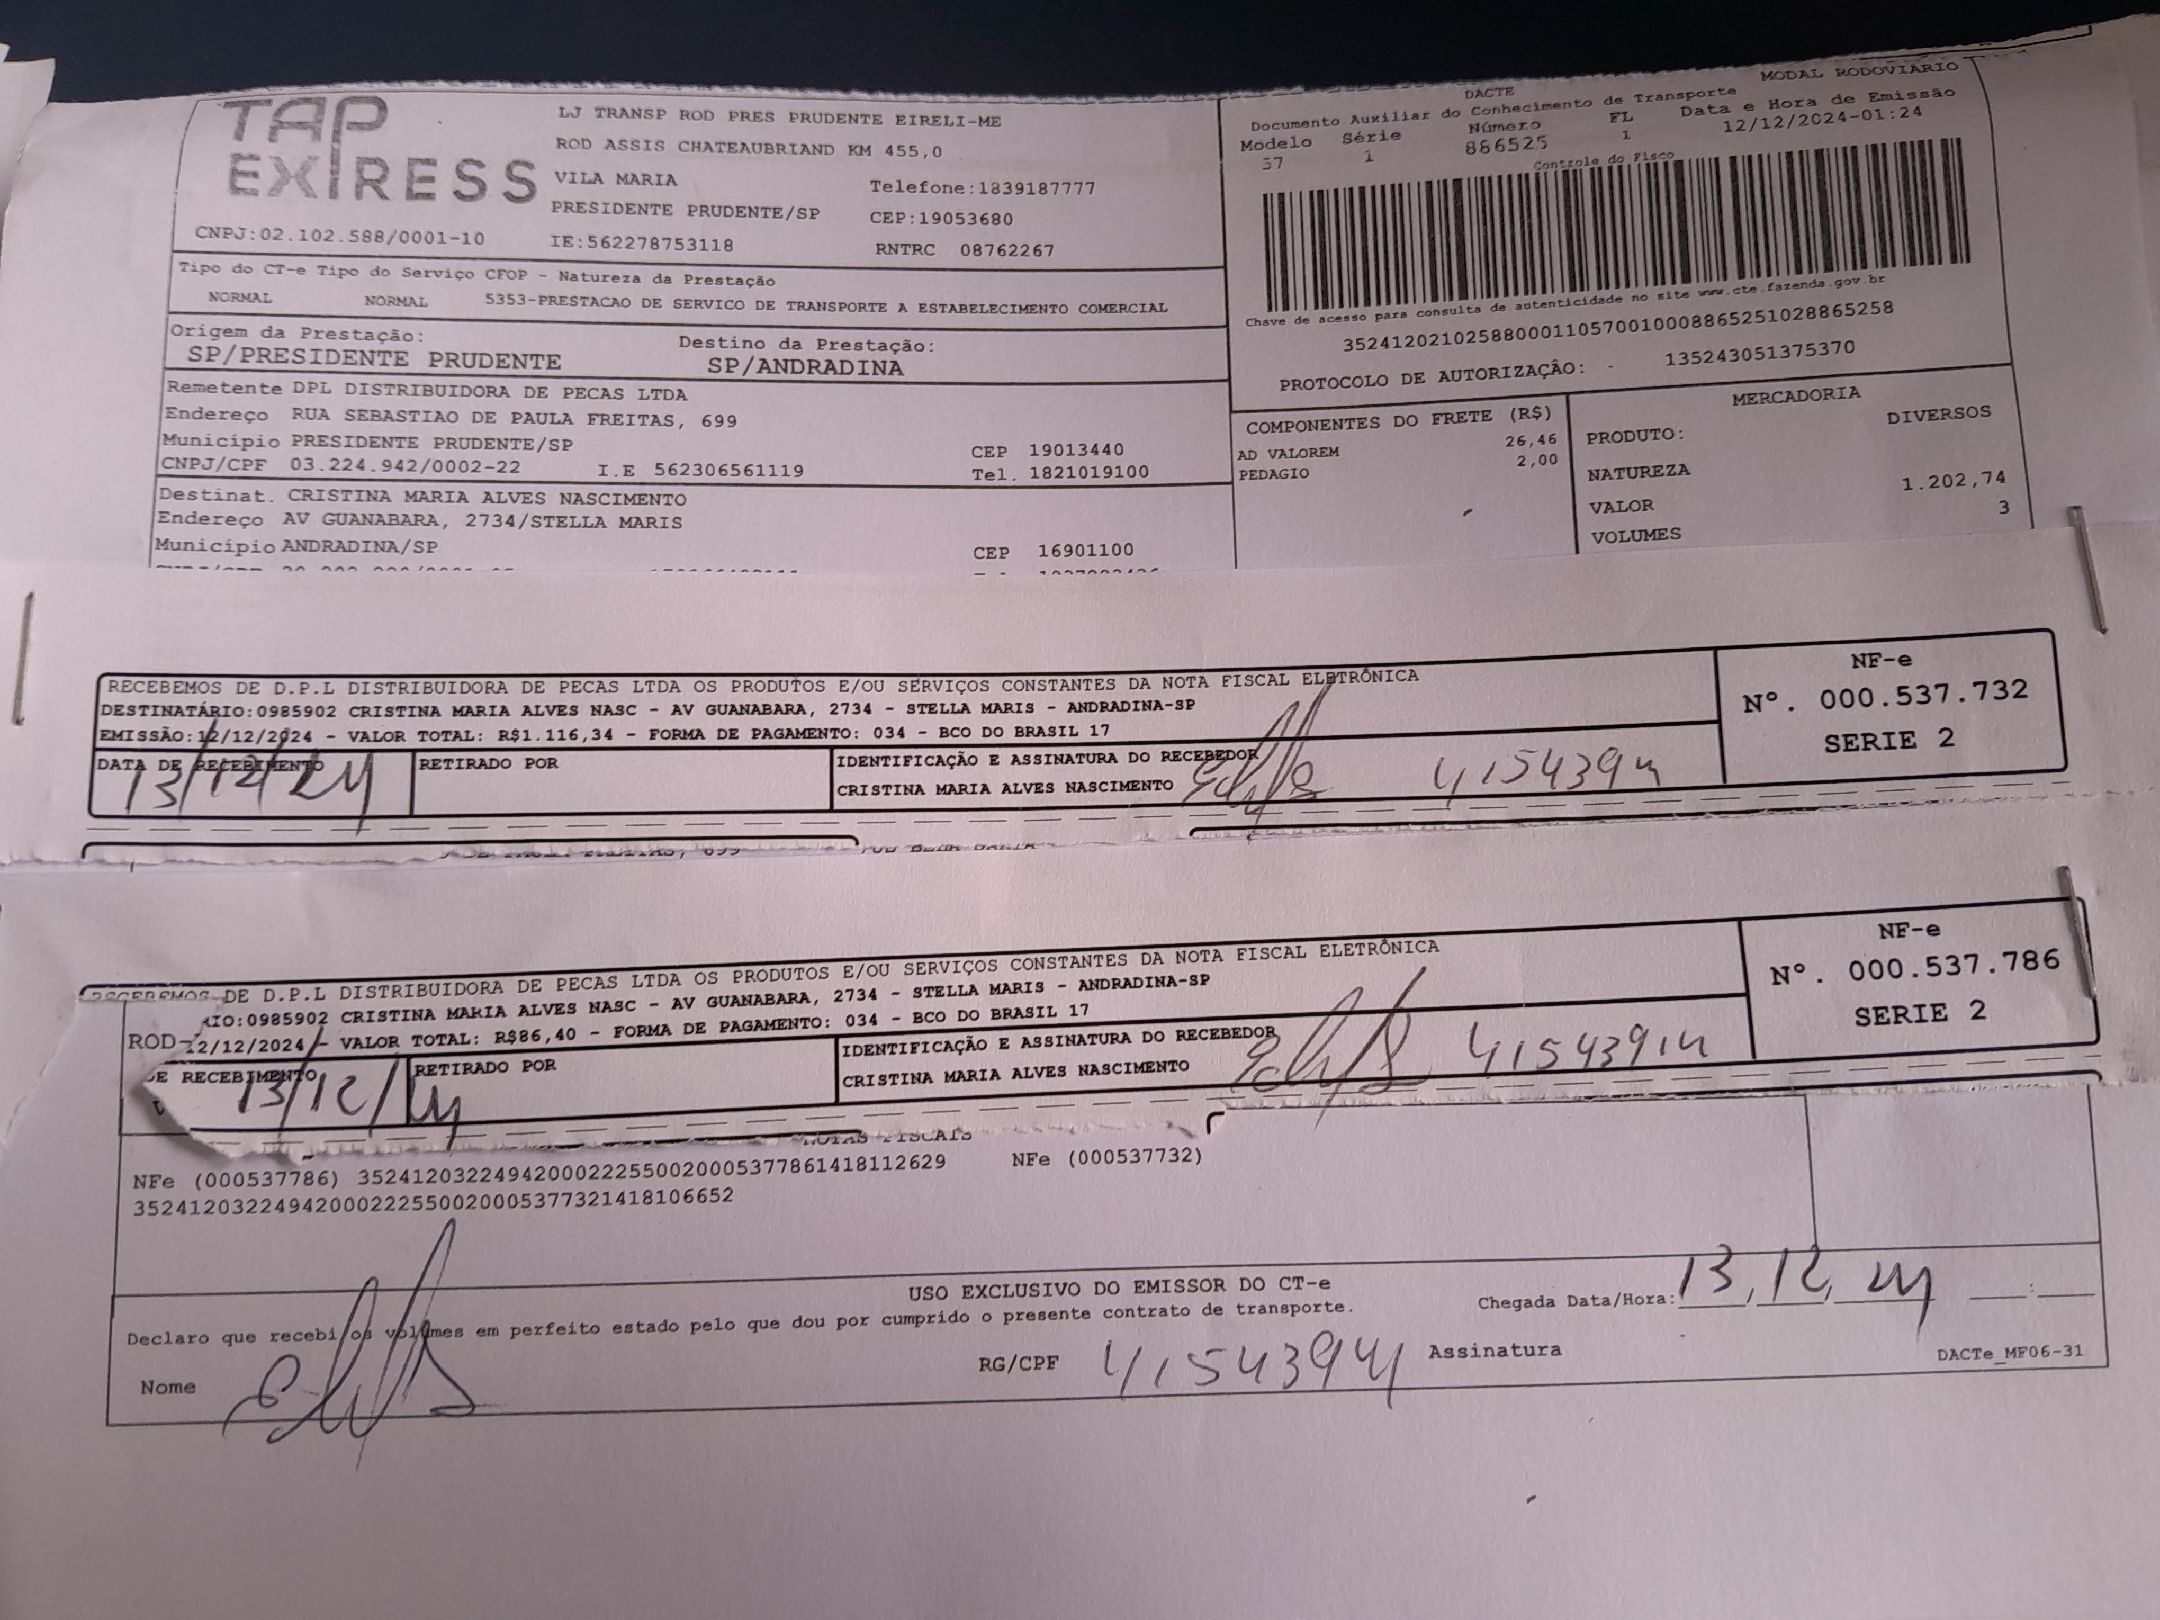 TAP
EXPRESS
LJ TRANSP ROD PRES PRUDENTE EIRELI-ME
ROD ASSIS CHATEAUBRIAND KM 455,0
VILA MARIA Telefone:1839187777
PRESIDENTE PRUDENTE/SP CEP:19053680
CNPJ:02.102.588/0001-10 IE:562278753118 RNTRC 08762267
MODAL RODOVIARIO
DACTE
Documento Auxiliar do Conhecimento de Transporte
Modelo Série Número FL Data e Hora de Emissão
57 1 886525 1 12/12/2024-01:24
Controle do Fisco
Chave de acesso para consulta de autenticidade no site www.cte.fazenda.gov.br
35241202102588000110570010008865251028865258
PROTOCOLO DE AUTORIZAÇÃO: - 135243051375370
Tipo do CT-e Tipo do Serviço CFOP - Natureza da Prestação
NORMAL NORMAL 5353-PRESTACAO DE SERVICO DE TRANSPORTE A ESTABELECIMENTO COMERCIAL
Origem da Prestação: Destino da Prestação:
SP/PRESIDENTE PRUDENTE SP/ANDRADINA
Remetente DPL DISTRIBUIDORA DE PECAS LTDA
Endereço RUA SEBASTIAO DE PAULA FREITAS, 699
Município PRESIDENTE PRUDENTE/SP CEP 19013440
CNPJ/CPF 03.224.942/0002-22 I.E 562306561119 Tel. 1821019100
Destinat. CRISTINA MARIA ALVES NASCIMENTO
Endereço AV GUANABARA, 2734/STELLA MARIS
Município ANDRADINA/SP CEP 16901100
COMPONENTES DO FRETE (R$)
AD VALOREM 26,46
PEDAGIO 2,00
MERCADORIA
PRODUTO: DIVERSOS
NATUREZA
VALOR 1.202,74
VOLUMES 3
RECEBEMOS DE D.P.L DISTRIBUIDORA DE PECAS LTDA OS PRODUTOS E/OU SERVIÇOS CONSTANTES DA NOTA FISCAL ELETRÔNICA
DESTINATÁRIO:0985902 CRISTINA MARIA ALVES NASC - AV GUANABARA, 2734 - STELLA MARIS - ANDRADINA-SP
EMISSÃO:12/12/2024 - VALOR TOTAL: R$1.116,34 - FORMA DE PAGAMENTO: 034 - BCO DO BRASIL 17
DATA DE RECEBIMENTO RETIRADO POR IDENTIFICAÇÃO E ASSINATURA DO RECEBEDOR
13/12/24 CRISTINA MARIA ALVES NASCIMENTO
NF-e
Nº. 000.537.732
SERIE 2
RECEBEMOS DE D.P.L DISTRIBUIDORA DE PECAS LTDA OS PRODUTOS E/OU SERVIÇOS CONSTANTES DA NOTA FISCAL ELETRÔNICA
RIO:0985902 CRISTINA MARIA ALVES NASC - AV GUANABARA, 2734 - STELLA MARIS - ANDRADINA-SP
ROD 12/12/2024 - VALOR TOTAL: R$86,40 - FORMA DE PAGAMENTO: 034 - BCO DO BRASIL 17
DE RECEBIMENTO RETIRADO POR IDENTIFICAÇÃO E ASSINATURA DO RECEBEDOR
13/12/24 CRISTINA MARIA ALVES NASCIMENTO
NF-e
Nº. 000.537.786
SERIE 2
NOTAS FISCAIS
NFe (000537786) 35241203224942000222550020005377861418112629 NFe (000537732)
35241203224942000222550020005377321418106652
USO EXCLUSIVO DO EMISSOR DO CT-e
Declaro que recebi os volumes em perfeito estado pelo que dou por cumprido o presente contrato de transporte.
Chegada Data/Hora: 13, 12, 24 :
Nome RG/CPF Assinatura
DACTe_MF06-31